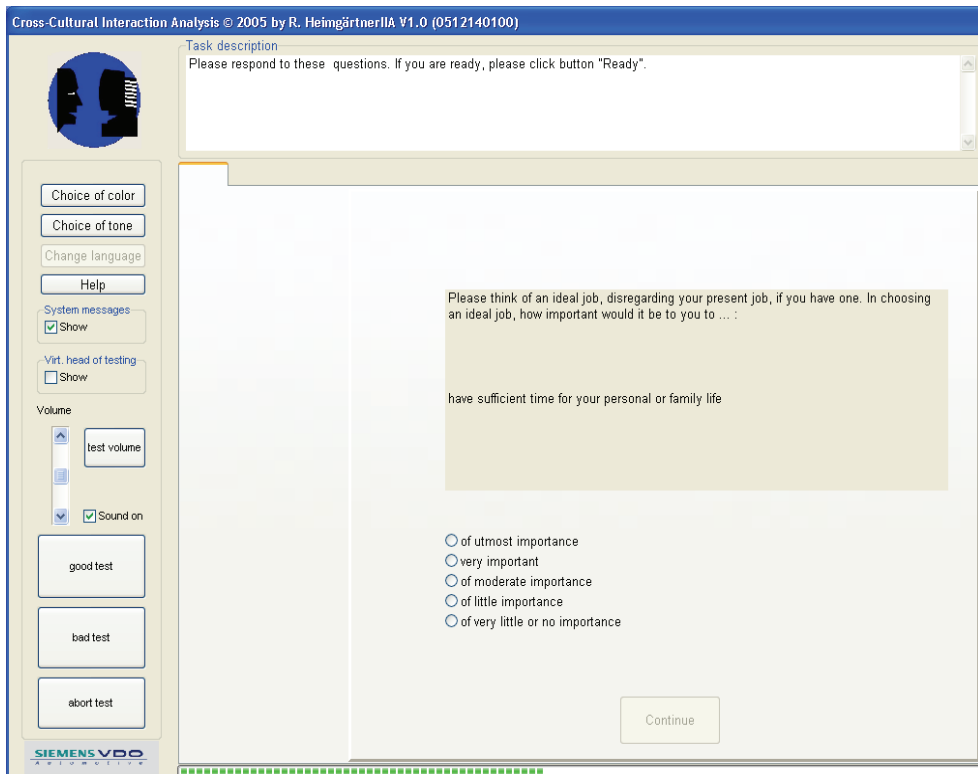 Cross-Cultural Interaction Analysis © 2005 by R. HeimgärtnerIIA V1.0 (0512140100)
Task description
Please respond to these questions. If you are ready, please click button "Ready".
Choice of color
Choice of tone
Change language
Help
System messages
Show
Virt. head of testing
Show
Volume
test volume
Sound on
good test
bad test
abort test
SIEMENS VDO
Automotive
Please think of an ideal job, disregarding your present job, if you have one. In choosing
an ideal job, how important would it be to you to ... :
have sufficient time for your personal or family life
of utmost importance
very important
of moderate importance
of little importance
of very little or no importance
Continue